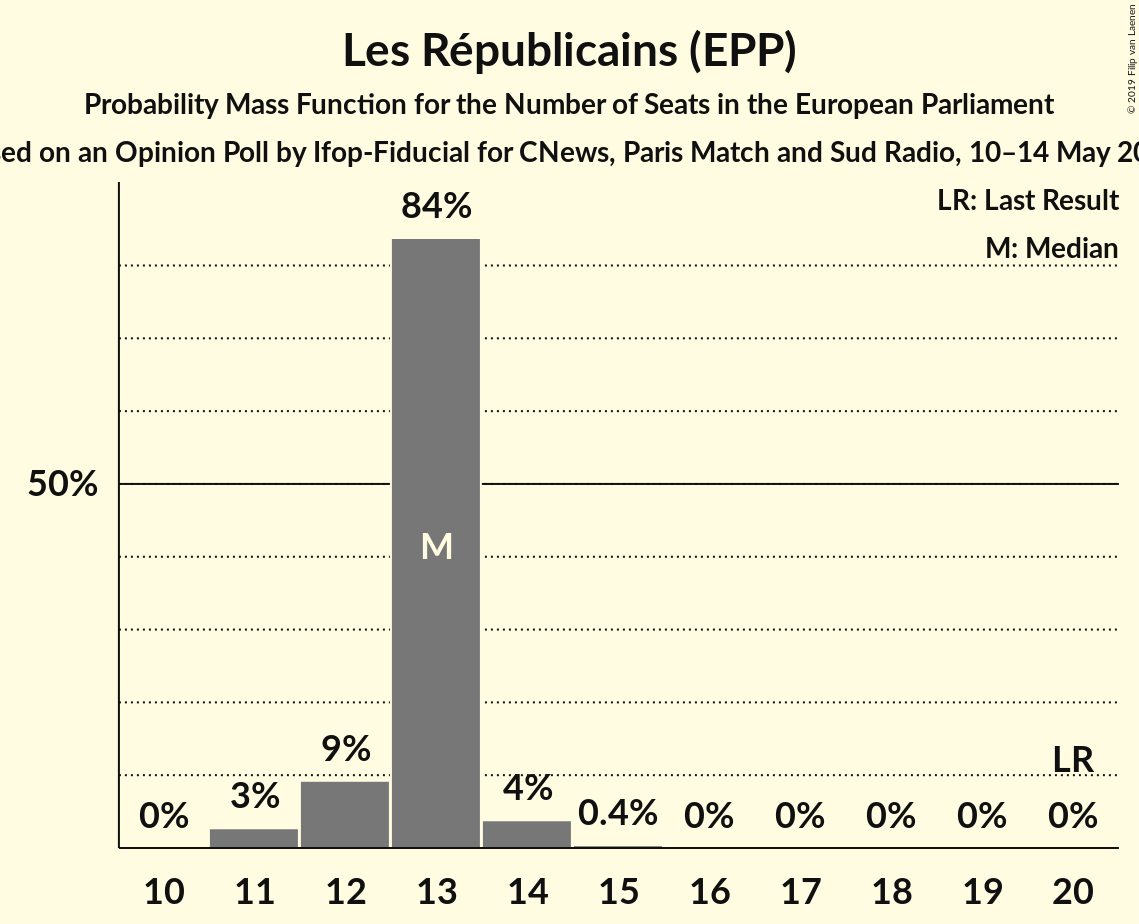 Les Républicains (EPP)
Probability Mass Function for the Number of Seats in the European Parliament
on an Opinion Poll by Ifop-Fiducial for CNews, Paris Match and Sud Radio, 10–14 May
© 2019 Filip van Laenen
LR: Last Result
M: Median
84%
50%
M
9%
3%
4%
0.4%
LR
0%
0%
0%
0%
0%
0%
10 11 12 13 14 15 16 17 18 19 20